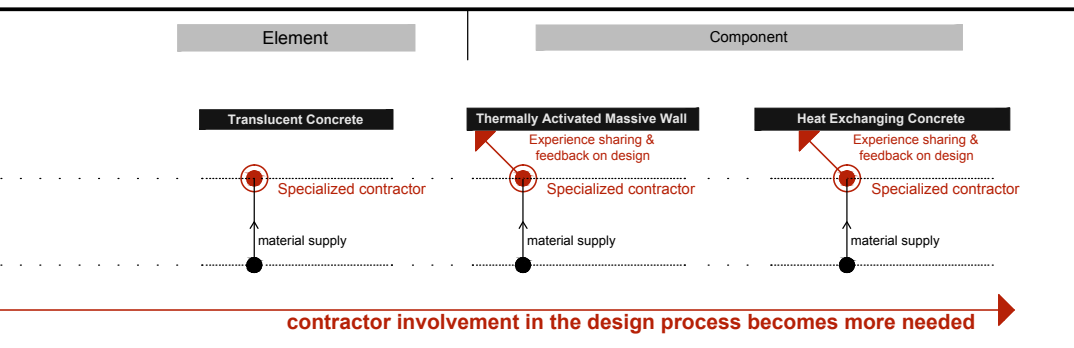 Element
Component
Translucent Concrete
Thermally Activated Massive Wall
Heat Exchanging Concrete
Experience sharing &
feedback on design
Experience sharing &
feedback on design
Specialized contractor
Specialized contractor
Specialized contractor
material supply
material supply
material supply
contractor involvement in the design process becomes more needed